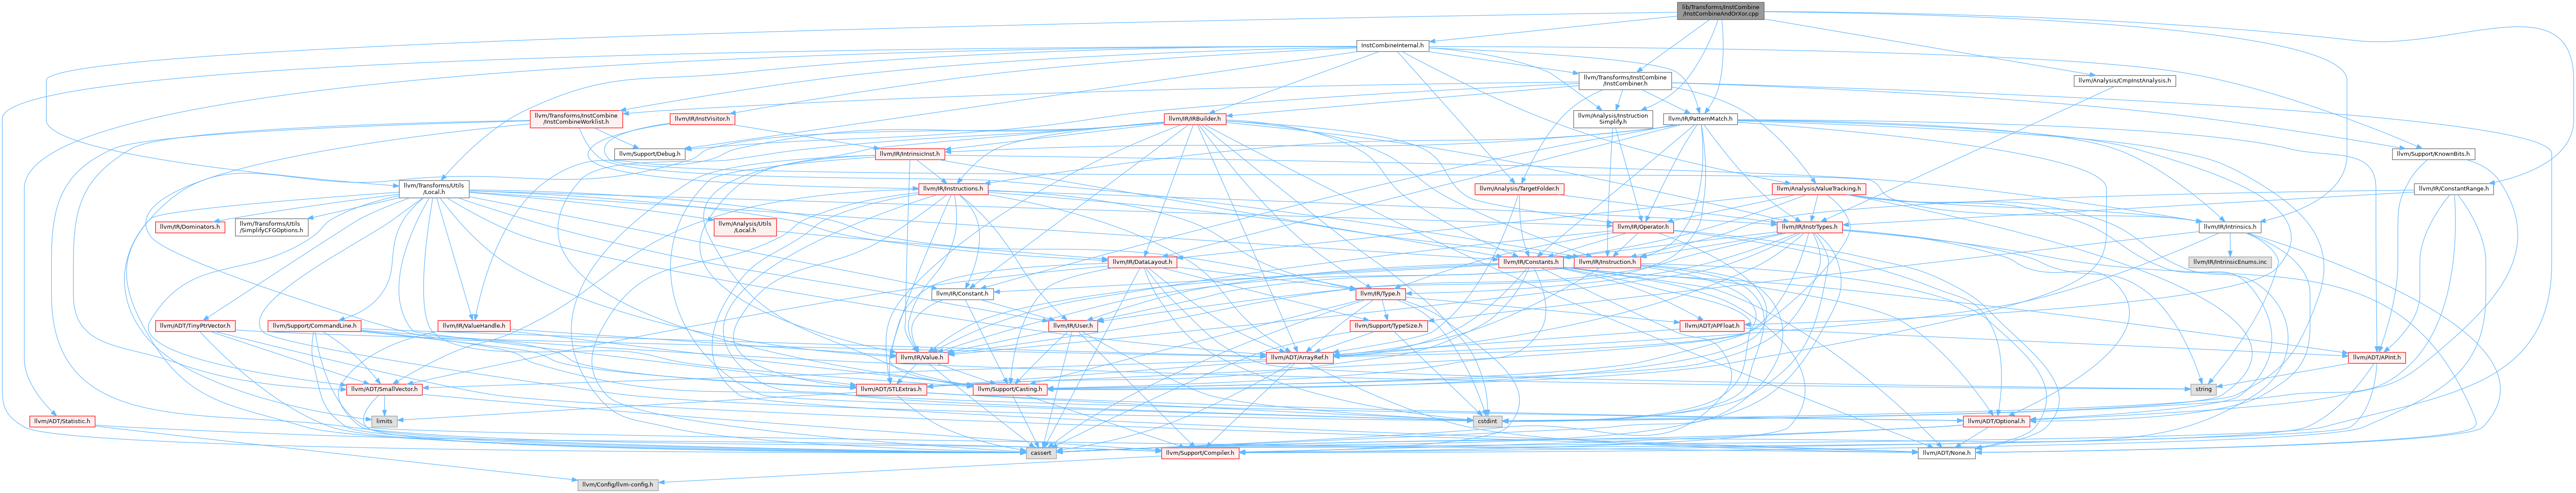 lib/Transforms/InstCombine
/InstCombineAndOrXor.cpp
InstCombineInternal.h
llvm/Transforms/InstCombine
/InstCombiner.h
llvm/Analysis/CmpInstAnalysis.h
llvm/Transforms/InstCombine
/InstCombineWorklist.h
llvm/IR/InstVisitor.h
llvm/IR/IRBuilder.h
llvm/Analysis/Instruction
Simplify.h
llvm/IR/PatternMatch.h
llvm/Support/Debug.h
llvm/IR/IntrinsicInst.h
llvm/Support/KnownBits.h
llvm/Transforms/Utils
/Local.h
llvm/IR/Instructions.h
llvm/Analysis/TargetFolder.h
llvm/Analysis/ValueTracking.h
llvm/IR/ConstantRange.h
llvm/IR/Dominators.h
llvm/Transforms/Utils
/SimplifyCFGOptions.h
llvm/Analysis/Utils
/Local.h
llvm/IR/Operator.h
llvm/IR/InstrTypes.h
llvm/IR/Intrinsics.h
llvm/IR/DataLayout.h
llvm/IR/Constants.h
llvm/IR/Instruction.h
llvm/IR/IntrinsicEnums.inc
llvm/IR/Constant.h
llvm/IR/Type.h
llvm/ADT/TinyPtrVector.h
llvm/Support/CommandLine.h
llvm/IR/ValueHandle.h
llvm/IR/User.h
llvm/Support/TypeSize.h
llvm/ADT/APFloat.h
llvm/IR/Value.h
llvm/ADT/ArrayRef.h
llvm/ADT/APInt.h
llvm/ADT/SmallVector.h
llvm/ADT/STLExtras.h
llvm/Support/Casting.h
string
llvm/ADT/Statistic.h
limits
cstdint
llvm/ADT/Optional.h
cassert
llvm/Support/Compiler.h
llvm/ADT/None.h
llvm/Config/llvm-config.h